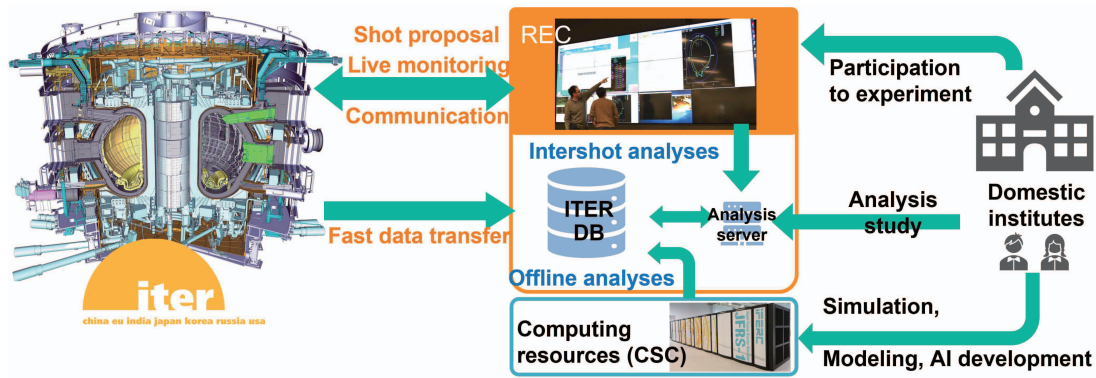 Shot proposal
Live monitoring
Communication
Fast data transfer
iter
china eu india japan korea russia usa
REC
Intershot analyses
ITER
DB
Analysis
server
Offline analyses
Computing
resources (CSC)
IFERC
JFRS-1
Participation
to experiment
Analysis
study
Domestic
institutes
Simulation,
Modeling, AI development